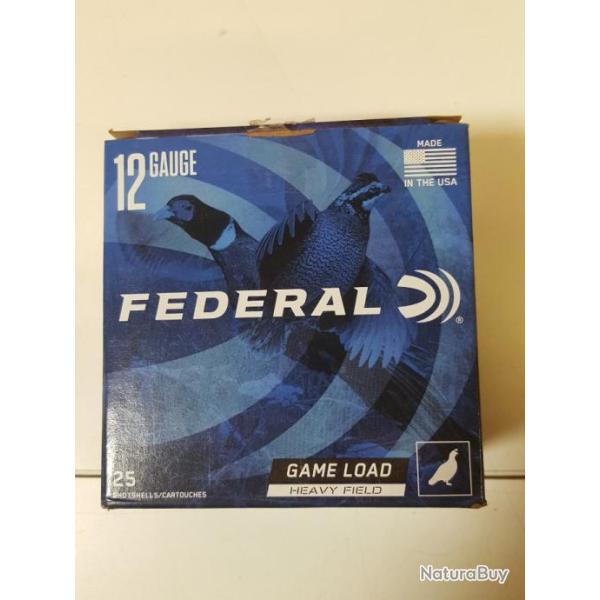 12 GAUGE
MADE
IN THE USA
FEDERAL
®
25
SHOTSHELLS/CARTOUCHES
GAME LOAD
HEAVY FIELD
NaturaBuy